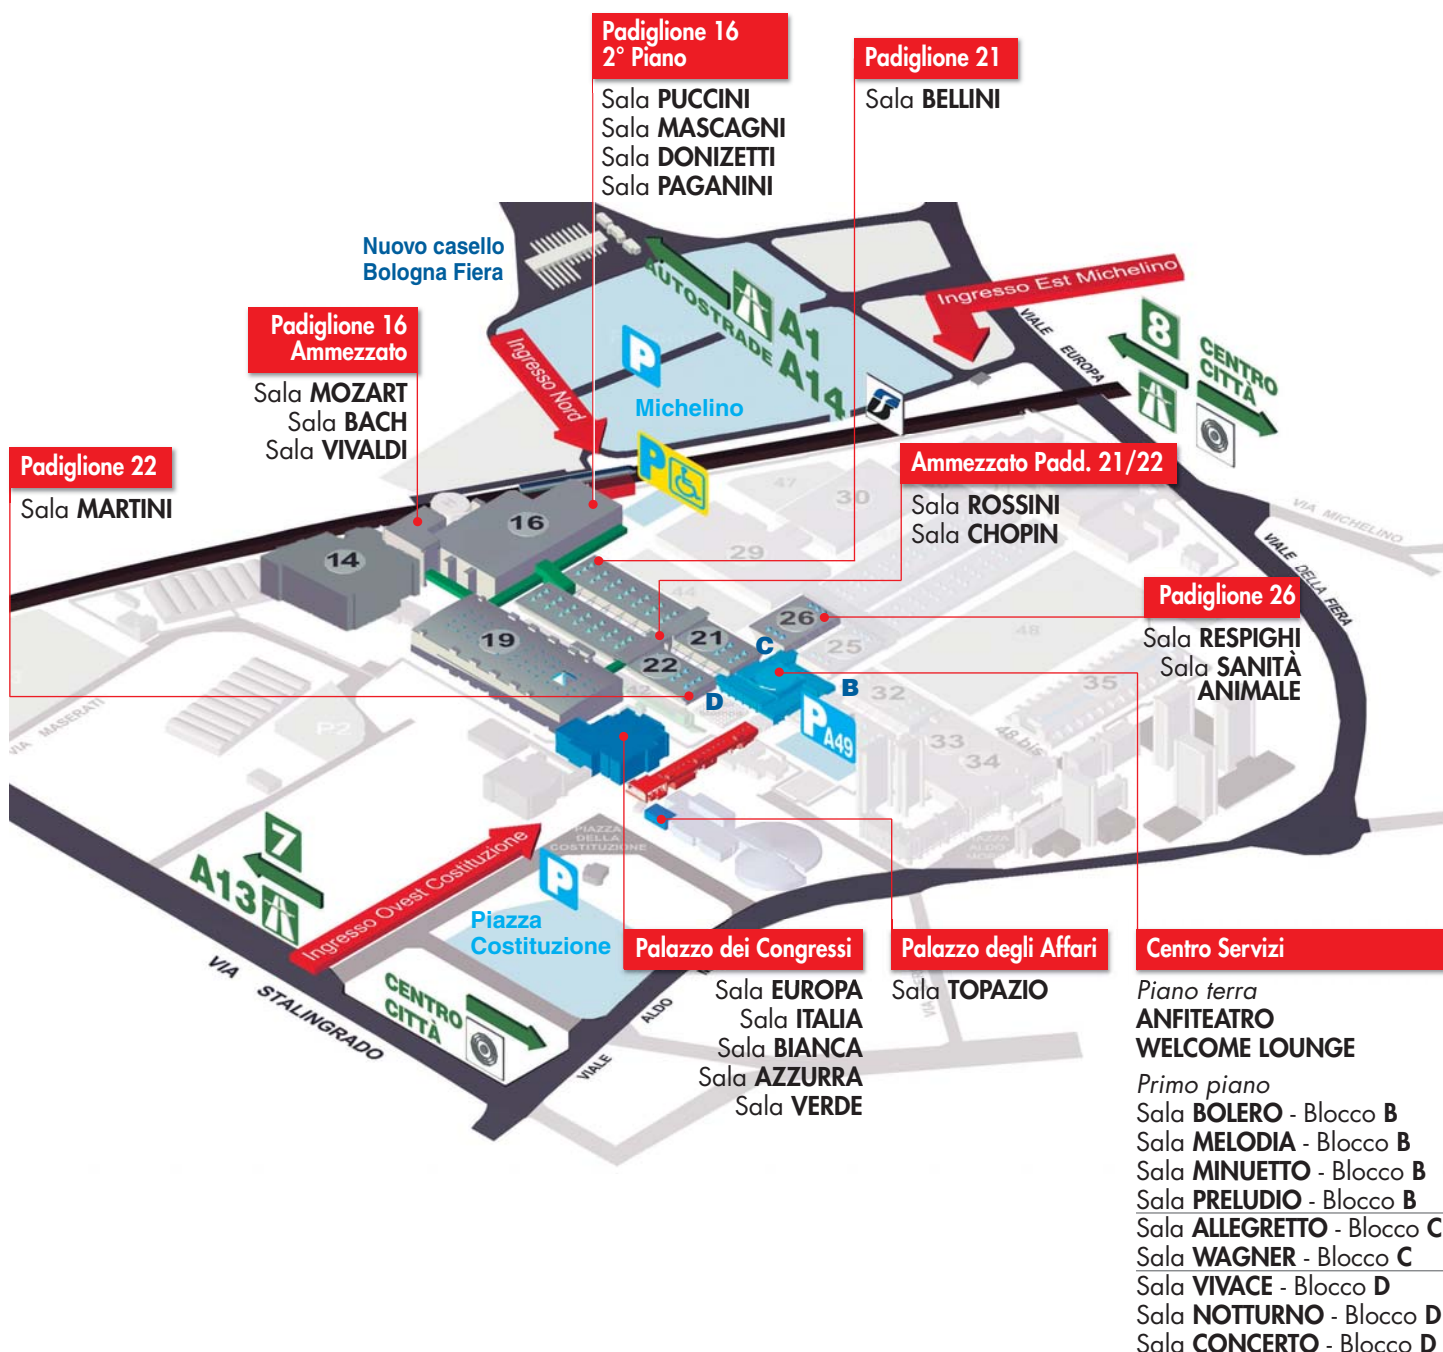 Padiglione 16
2° Piano
Sala PUCCINI
Sala MASCAGNI
Sala DONIZETTI
Sala PAGANINI
Padiglione 21
Sala BELLINI
Nuovo casello
Bologna Fiera
Padiglione 16
Ammezzato
Sala MOZART
Sala BACH
Sala VIVALDI
Padiglione 22
Sala MARTINI
Ingresso Nord
P
Michelino
AUTOSTRADE
A1
A14
Ingresso Est Michelino
VIALE EUROPA
8
CENTRO
CITTÀ
P
Ammezzato Padd. 21/22
Sala ROSSINI
Sala CHOPIN
VIA MICHELINO
VIALE DELLA FIERA
Padiglione 26
Sala RESPIGHI
Sala SANITÀ
ANIMALE
14
16
19
21
22
26
25
29
30
47
44
48
42
32
33
34
35
48 bis
C
B
D
P
A49
P2
VIA MASERATI
PIAZZA
DELLA
COSTITUZIONE
PIAZZA
ALDO
7
A13
Ingresso Ovest Costituzione
P
Piazza
Costituzione
VIA STALINGRADO
CENTRO
CITTÀ
VIALE ALDO
Palazzo dei Congressi
Sala EUROPA
Sala ITALIA
Sala BIANCA
Sala AZZURRA
Sala VERDE
Palazzo degli Affari
Sala TOPAZIO
Centro Servizi
Piano terra
ANFITEATRO
WELCOME LOUNGE
Primo piano
Sala BOLERO - Blocco B
Sala MELODIA - Blocco B
Sala MINUETTO - Blocco B
Sala PRELUDIO - Blocco B
Sala ALLEGRETTO - Blocco C
Sala WAGNER - Blocco C
Sala VIVACE - Blocco D
Sala NOTTURNO - Blocco D
Sala CONCERTO - Blocco D